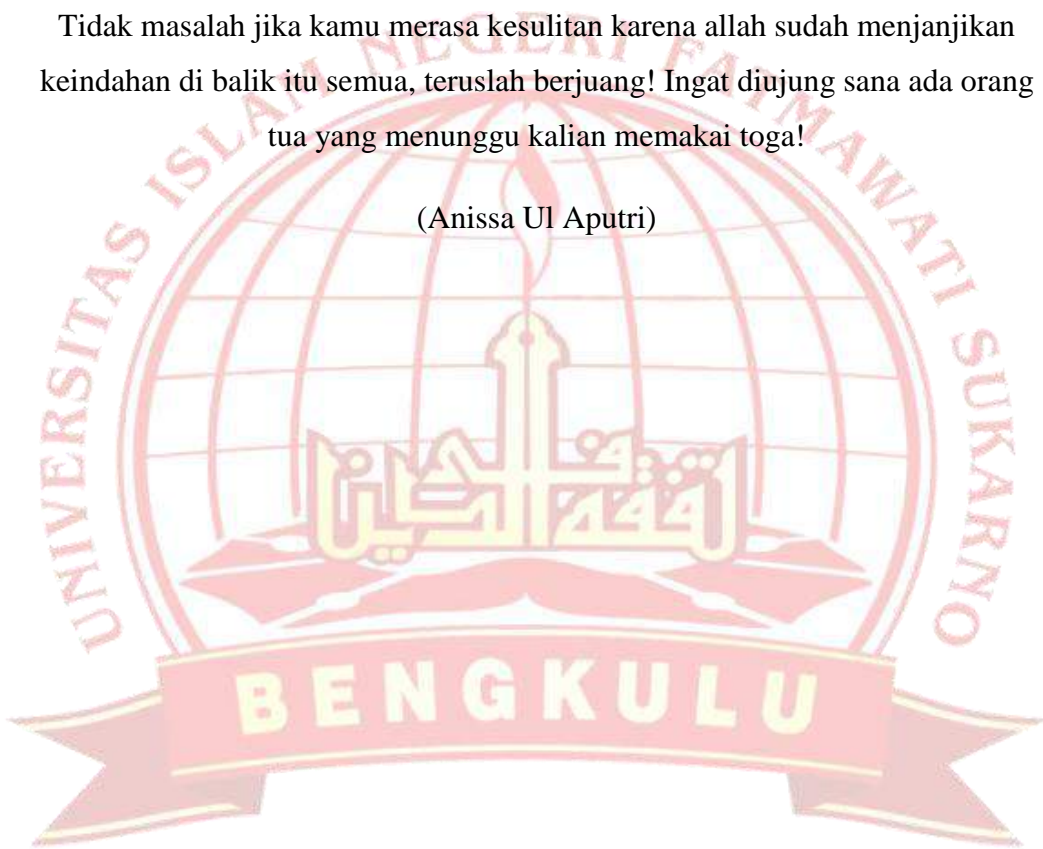 Tidak masalah jika kamu merasa kesulitan karena allah sudah menjanjikan
keindahan di balik itu semua, teruslah berjuang! Ingat diujung sana ada orang
tua yang menunggu kalian memakai toga!
(Anissa Ul Aputri)
UNIVERSITAS ISLAM NEGERI FATMAWATI SUKARNO
BENGKULU